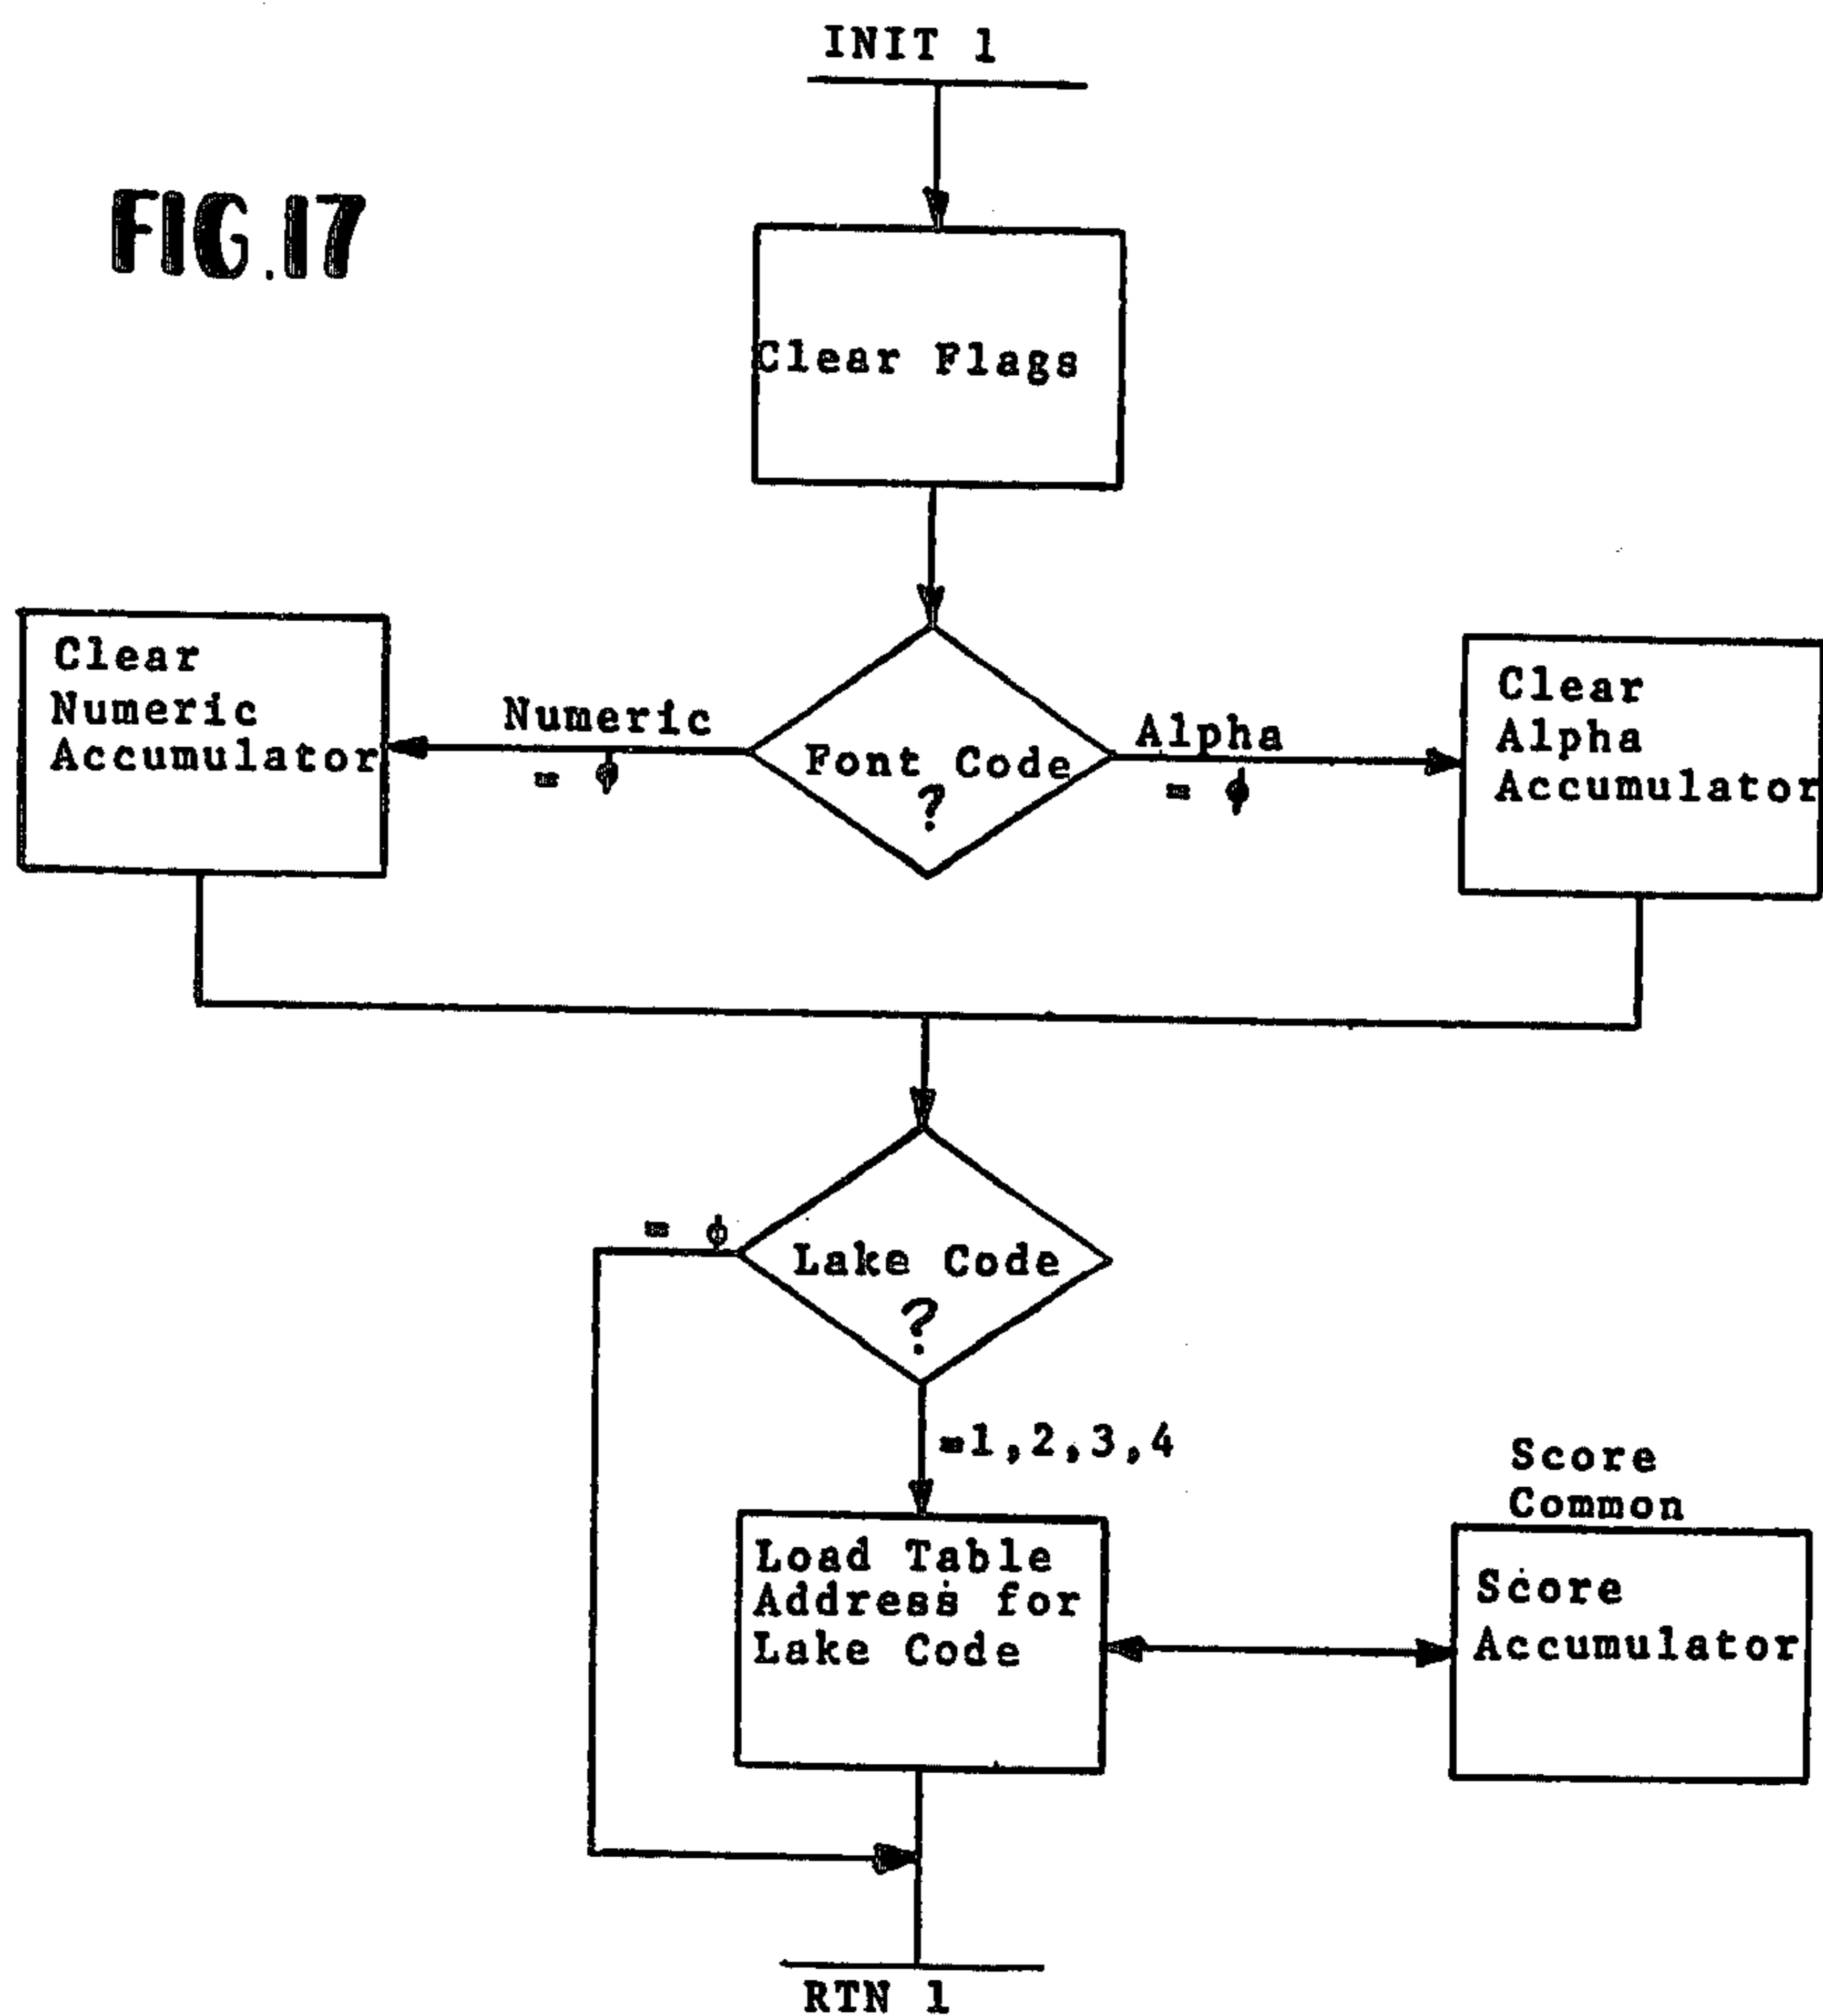 INIT 1
FIG.17
Clear Flags
Clear
Numeric
Accumulator
Numeric
= ϕ
Font Code
?
Alpha
= ϕ
Clear
Alpha
Accumulator
= ϕ
Lake Code
?
=1,2,3,4
Load Table
Address for
Lake Code
Score
Common
Score
Accumulator
RTN 1